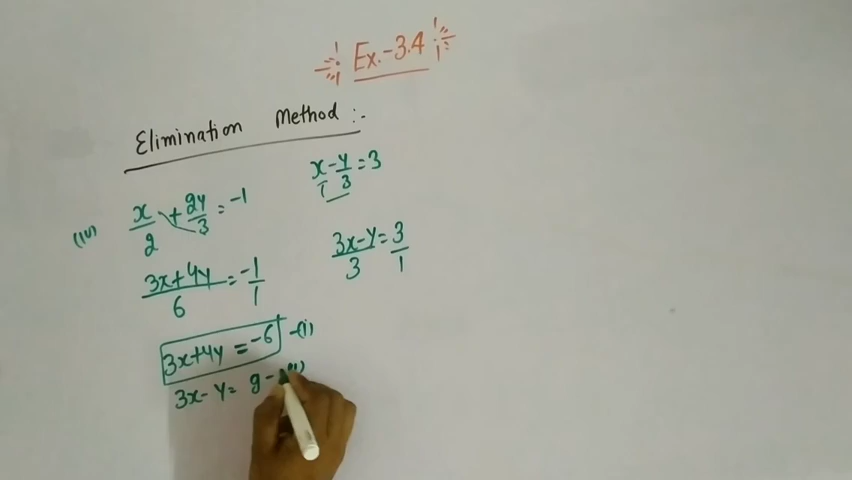 Ex.-3.4
Elimination Method :-
(iv) x/2 + 2y/3 = -1
x/1 - y/3 = 3
3x+4y/6 = -1/1
3x-y/3 = 3/1
3x+4y = -6 -(i)
3x-y= 9 -